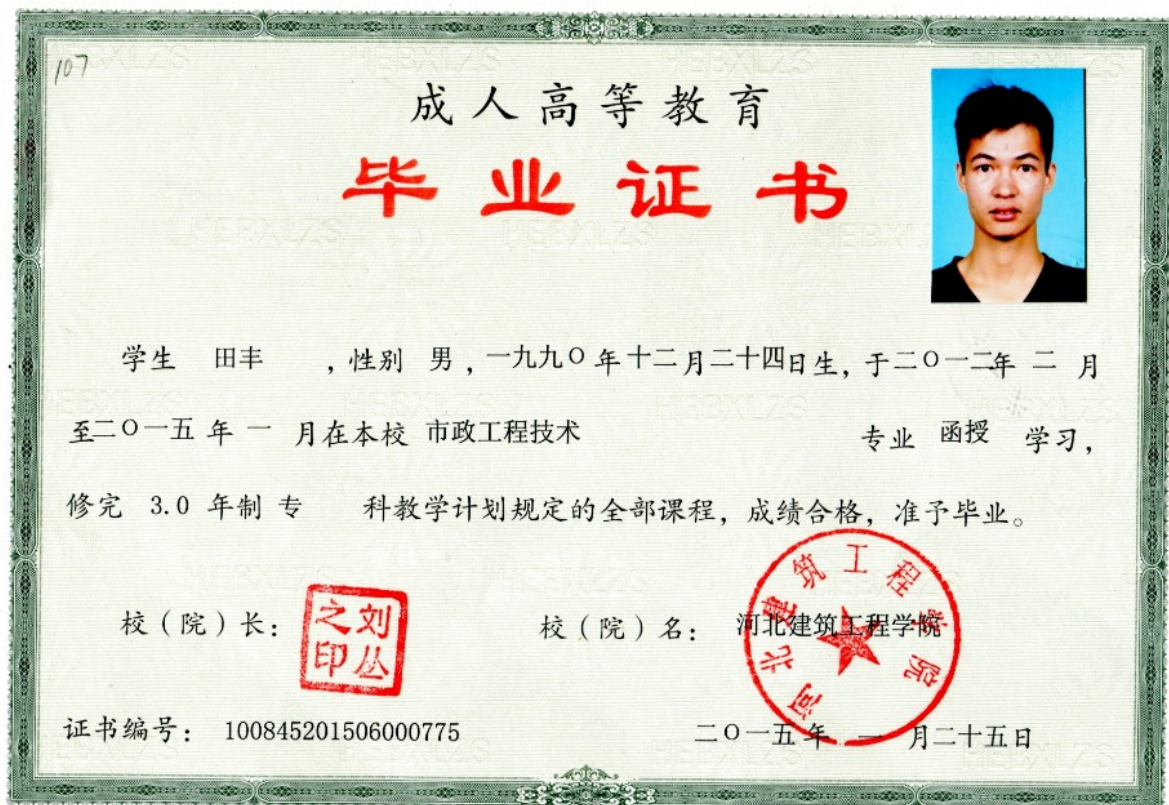 107
成人高等教育
毕业证书
学生 田丰 ，性别 男，一九九〇年十二月二十四日生，于二〇一二年 二 月
至二〇一五 年 一 月在本校 市政工程技术 专业 函授 学习，
修完 3.0 年制 专 科教学计划规定的全部课程，成绩合格，准予毕业。
校（院）长： 刘丛之印 校（院）名： 河北建筑工程学院
河北建筑工程学院
证书编号： 100845201506000775 二〇一五年 一 月二十五日
HEBXLZS